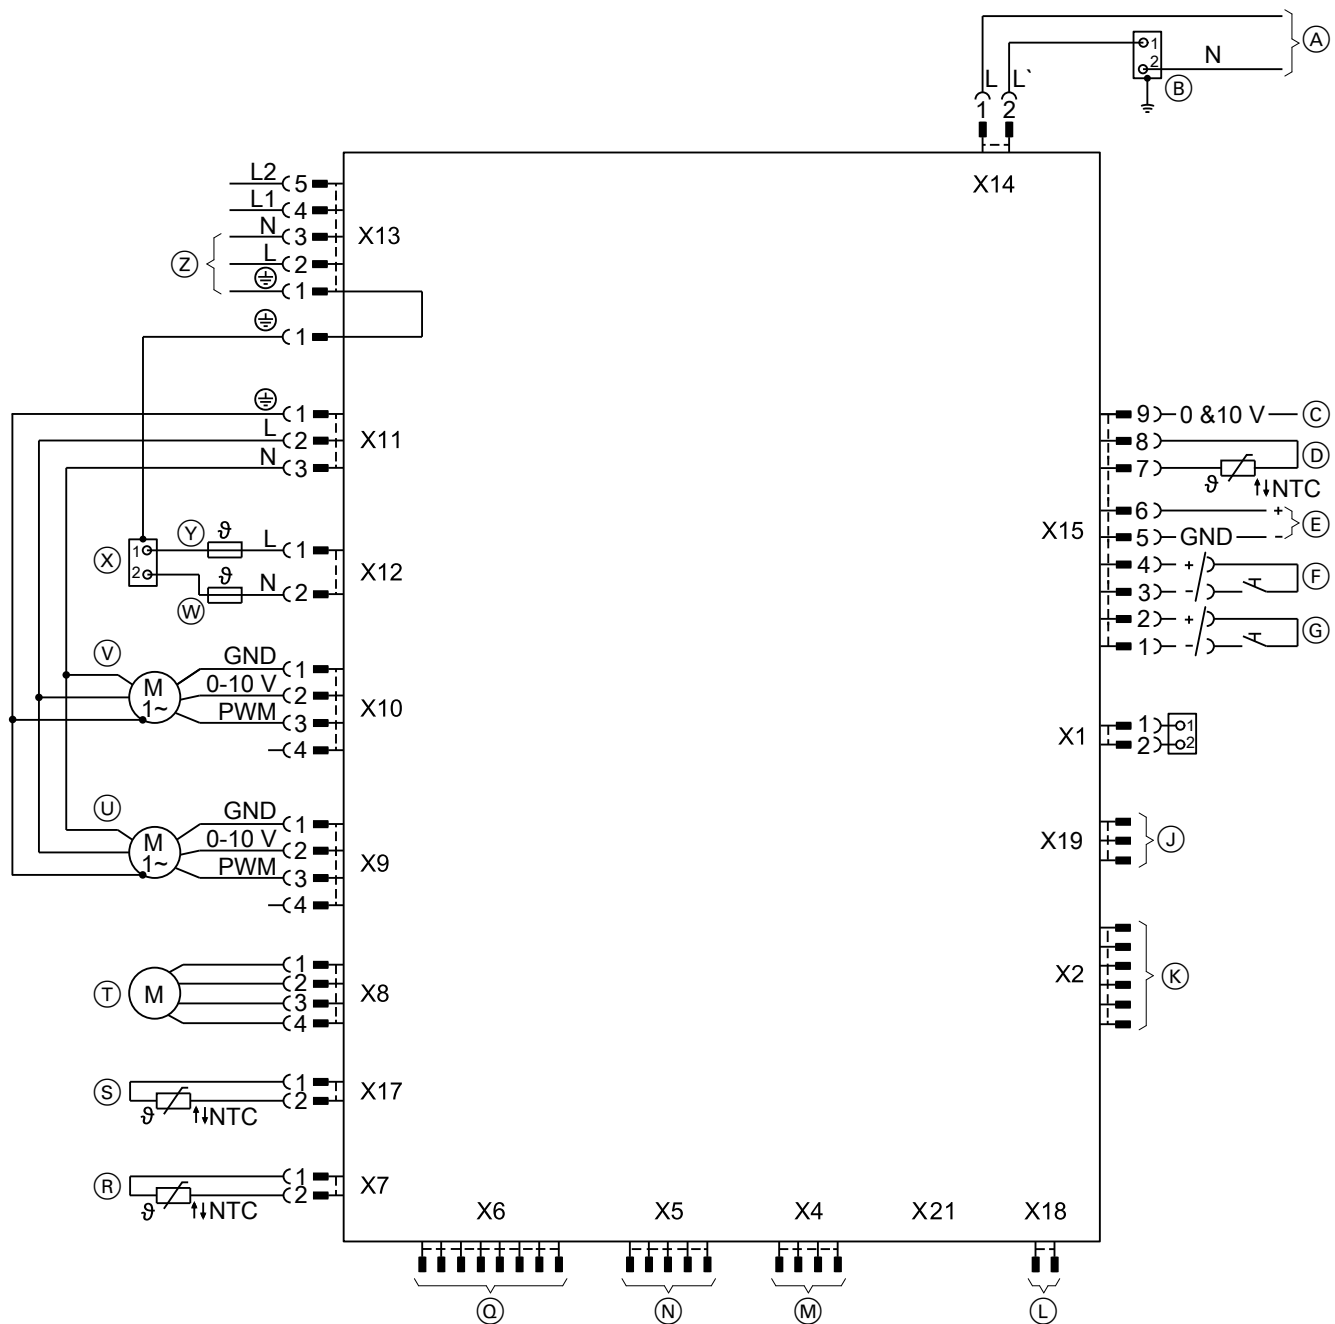 A
1
2
N
B
L
L`
1
2
X14
L2
5
L1
4
N
3
X13
L
2
Z
1
1
1
L
2
X11
N
3
9
0 &10 V
C
8
D
7
ϑ
NTC
6
+
E
X15
5
GND
-
4
+
F
3
-
2
+
G
1
-
Y
ϑ
L
1
X
1
2
X12
ϑ
N
2
W
V
GND
1
M
1~
0-10 V
2
X10
PWM
3
4
X1
1
1
2
2
U
GND
1
M
1~
0-10 V
2
X9
PWM
3
4
X19
J
X2
K
T
M
1
2
3
4
X8
S
1
2
X17
ϑ
NTC
R
1
2
X7
ϑ
NTC
X6
X5
X4
X21
X18
Q
N
M
L